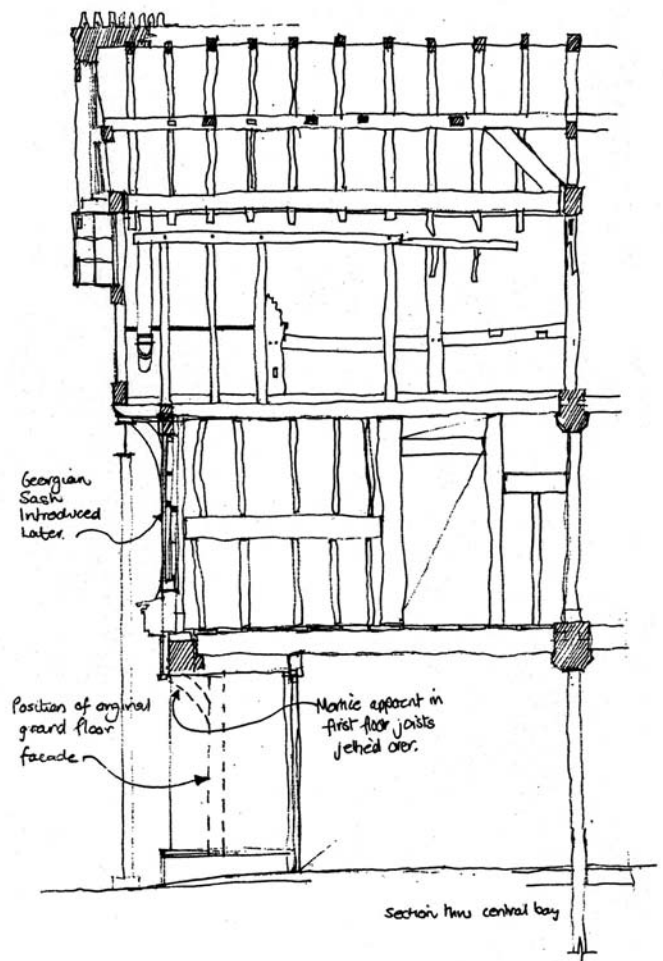 Georgian
Sash
Introduced
Later.
Position of original
ground floor
facade
Mortice apparent in
first floor joists
jettied over.
Section thru central bay